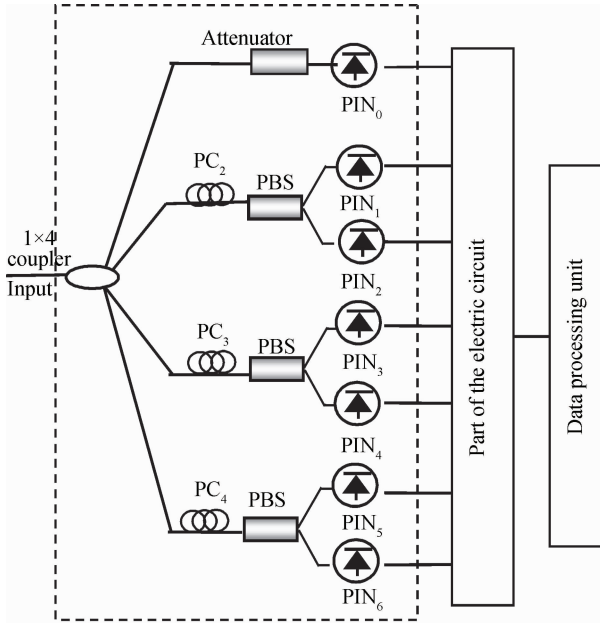 Attenuator
PIN₀
PC₂
PBS
PIN₁
1×4
coupler
Input
PIN₂
PC₃
PBS
PIN₃
PIN₄
PC₄
PBS
PIN₅
PIN₆
Part of the electric circuit
Data processing unit